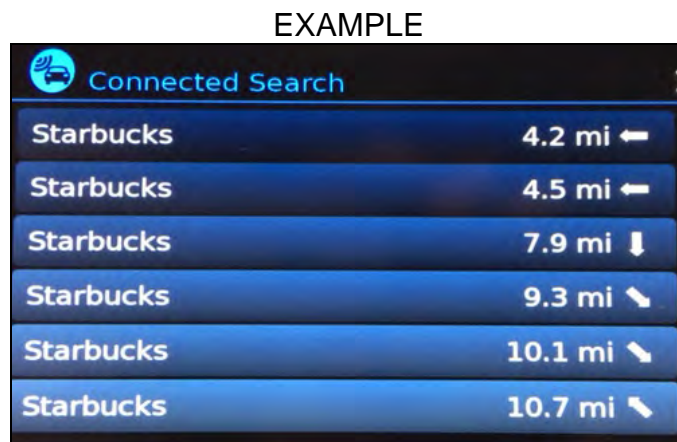 EXAMPLE
Connected Search
Starbucks 4.2 mi
Starbucks 4.5 mi
Starbucks 7.9 mi
Starbucks 9.3 mi
Starbucks 10.1 mi
Starbucks 10.7 mi